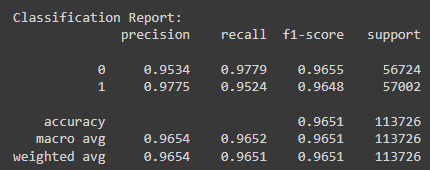 Classification Report:
precision recall f1-score support
0 0.9534 0.9779 0.9655 56724
1 0.9775 0.9524 0.9648 57002
accuracy 0.9651 113726
macro avg 0.9654 0.9652 0.9651 113726
weighted avg 0.9654 0.9651 0.9651 113726